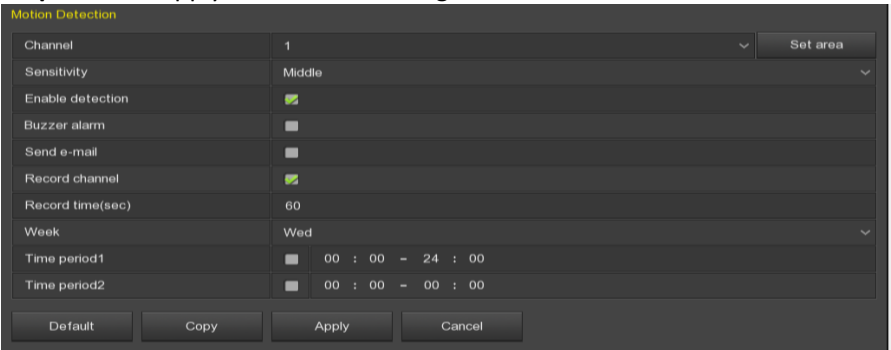 Motion Detection
Channel 1 Set area
Sensitivity Middle
Enable detection
Buzzer alarm
Send e-mail
Record channel
Record time(sec) 60
Week Wed
Time period1 00 : 00 - 24 : 00
Time period2 00 : 00 - 00 : 00
Default Copy Apply Cancel